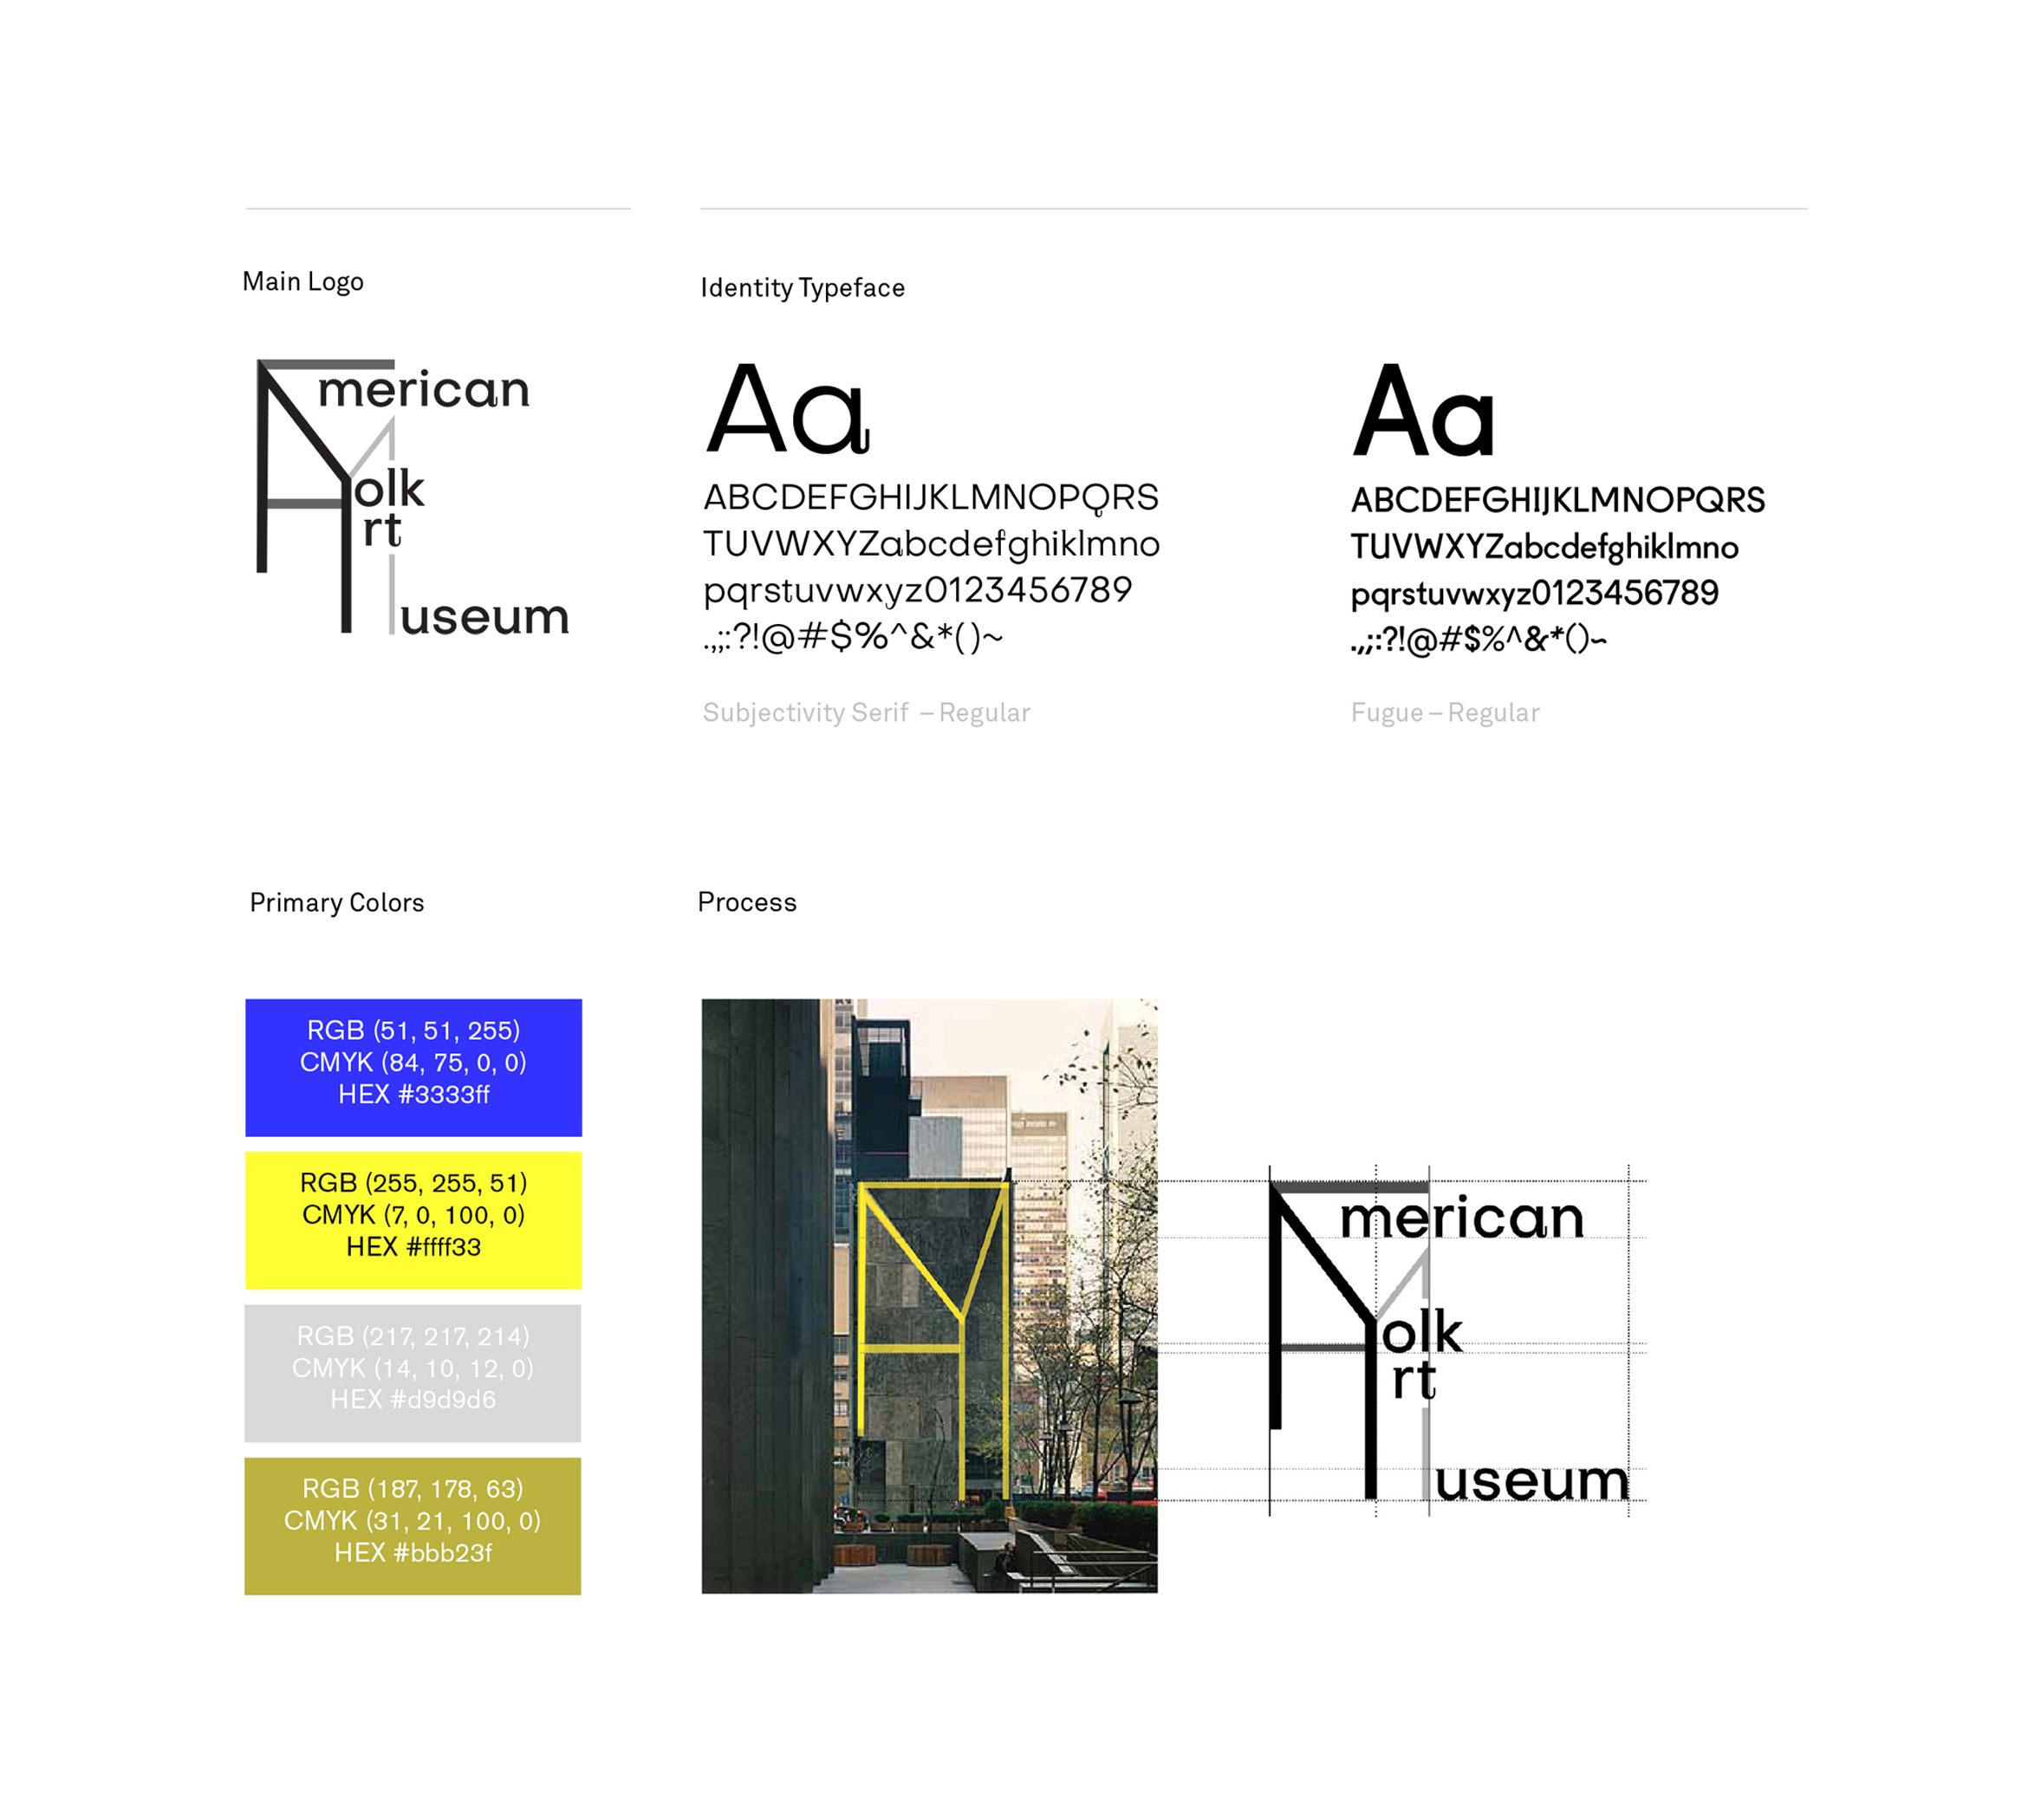 Main Logo
merican
olk
rt
useum
Identity Typeface
Aa
ABCDEFGHIJKLMNOPQRS
TUVWXYZabcdefghiklmno
pqrstuvwxyz0123456789
.,;:?!@#$%^&*()~
Subjectivity Serif – Regular
Aa
ABCDEFGHIJKLMNOPQRS
TUVWXYZabcdefghiklmno
pqrstuvwxyz0123456789
.,;:?!@#$%^&*()~
Fugue – Regular
Primary Colors
RGB (51, 51, 255)
CMYK (84, 75, 0, 0)
HEX #3333ff
RGB (255, 255, 51)
CMYK (7, 0, 100, 0)
HEX #ffff33
RGB (217, 217, 214)
CMYK (14, 10, 12, 0)
HEX #d9d9d6
RGB (187, 178, 63)
CMYK (31, 21, 100, 0)
HEX #bbb23f
Process
merican
olk
rt
useum